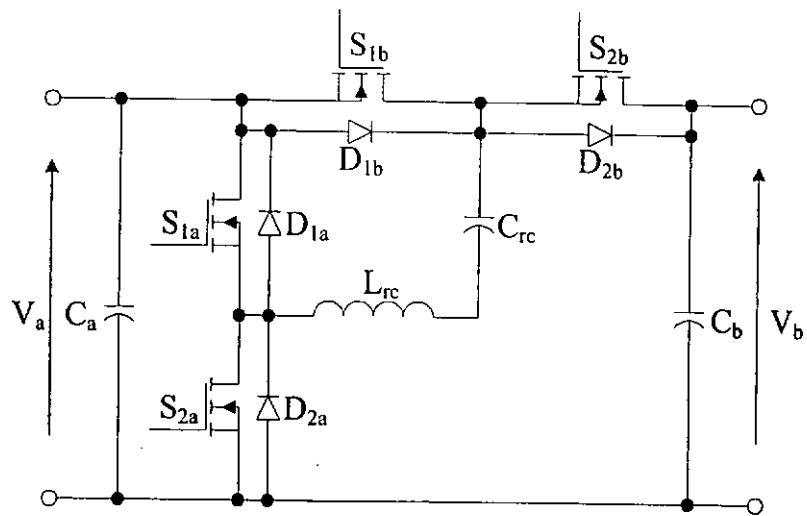 S1b
S2b
D1b
D2b
S1a
D1a
Crc
Lrc
Va
Ca
Cb
Vb
S2a
D2a